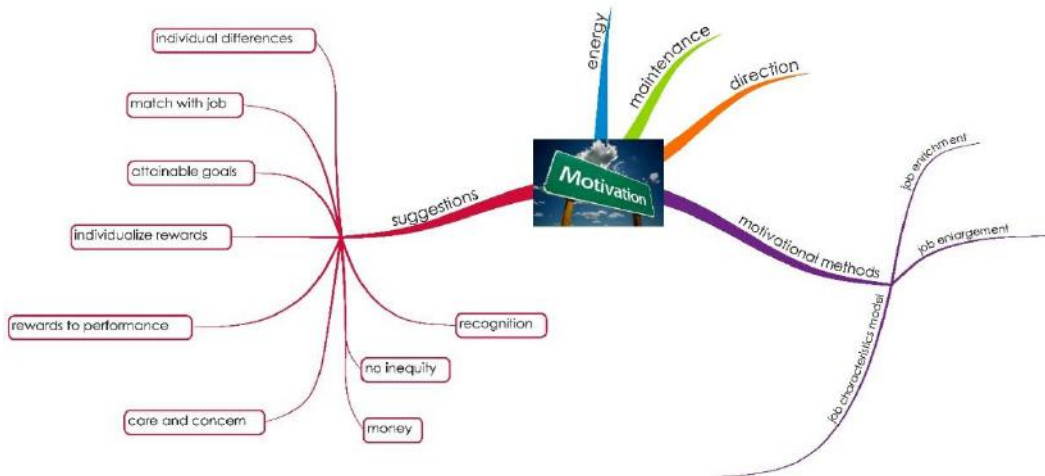 individual differences
match with job
attainable goals
individualize rewards
rewards to performance
care and concern
money
no inequity
recognition
suggestions
energy
maintenance
direction
Motivation
motivational methods
job enrichment
job enlargement
job characteristics model